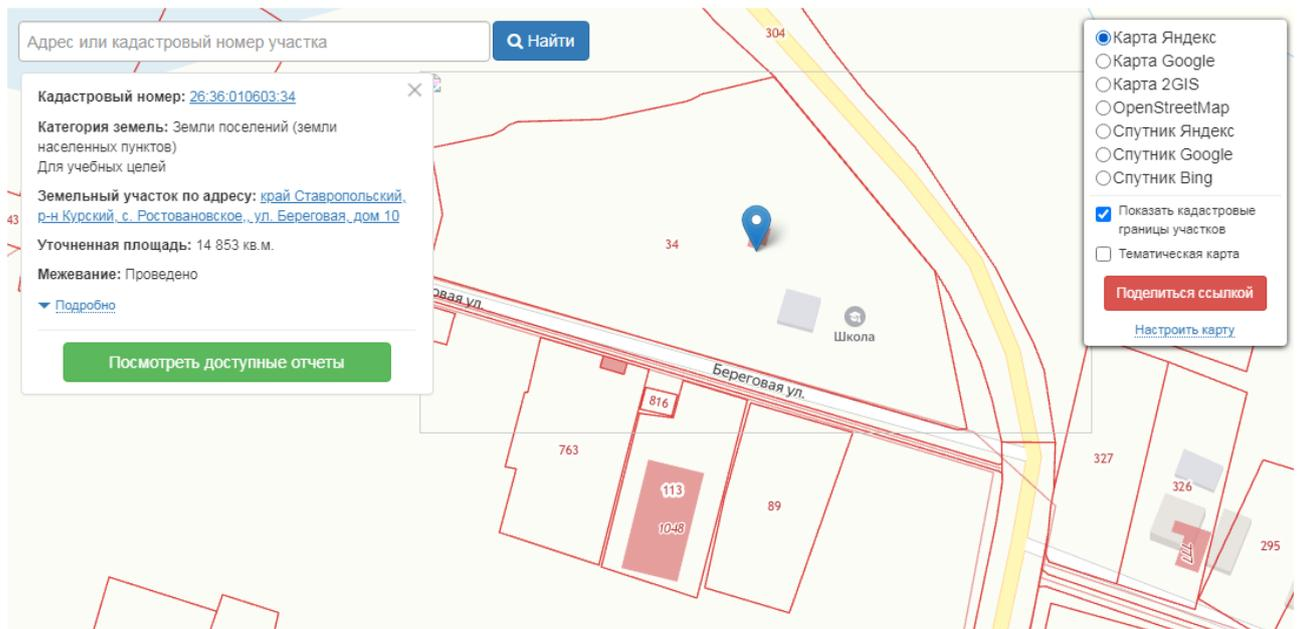 Адрес или кадастровый номер участка
Найти
Кадастровый номер: 26:36:010603:34
Категория земель: Земли поселений (земли
населенных пунктов)
Для учебных целей
Земельный участок по адресу: край Ставропольский,
р-н Курский, с. Ростовановское,, ул. Береговая, дом 10
Уточненная площадь: 14 853 кв.м.
Межевание: Проведено
Подробно
Посмотреть доступные отчеты
Карта Яндекс
Карта Google
Карта 2GIS
OpenStreetMap
Спутник Яндекс
Спутник Google
Спутник Bing
Показать кадастровые
границы участков
Тематическая карта
Поделиться ссылкой
Настроить карту
304
43
34
овая ул.
Школа
Береговая ул.
816
763
113
1048
89
327
326
777
295